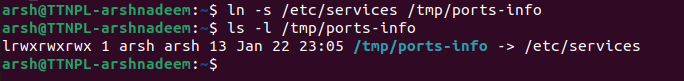 arsh@TTNPL-arshnadeem:~$ ln -s /etc/services /tmp/ports-info
arsh@TTNPL-arshnadeem:~$ ls -l /tmp/ports-info
lrwxrwxrwx 1 arsh arsh 13 Jan 22 23:05 /tmp/ports-info -> /etc/services
arsh@TTNPL-arshnadeem:~$